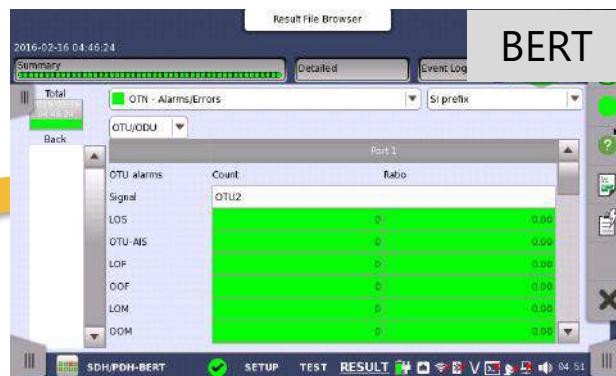 Result File Browser
2016-02-16 04:46:24
BERT
Summary
Detailed
Event Log
Total
OTN - Alarms/Errors
SI prefix
Back
OTU/ODU
Port 1
OTU alarms Count Ratio
Signal OTU2
LOS 0 0.00
OTU-AIS 0 0.00
LOF 0 0.00
OOF 0 0.00
LOM 0 0.00
OOM 0 0.00
SDH/PDH-BERT SETUP TEST RESULT 04 51